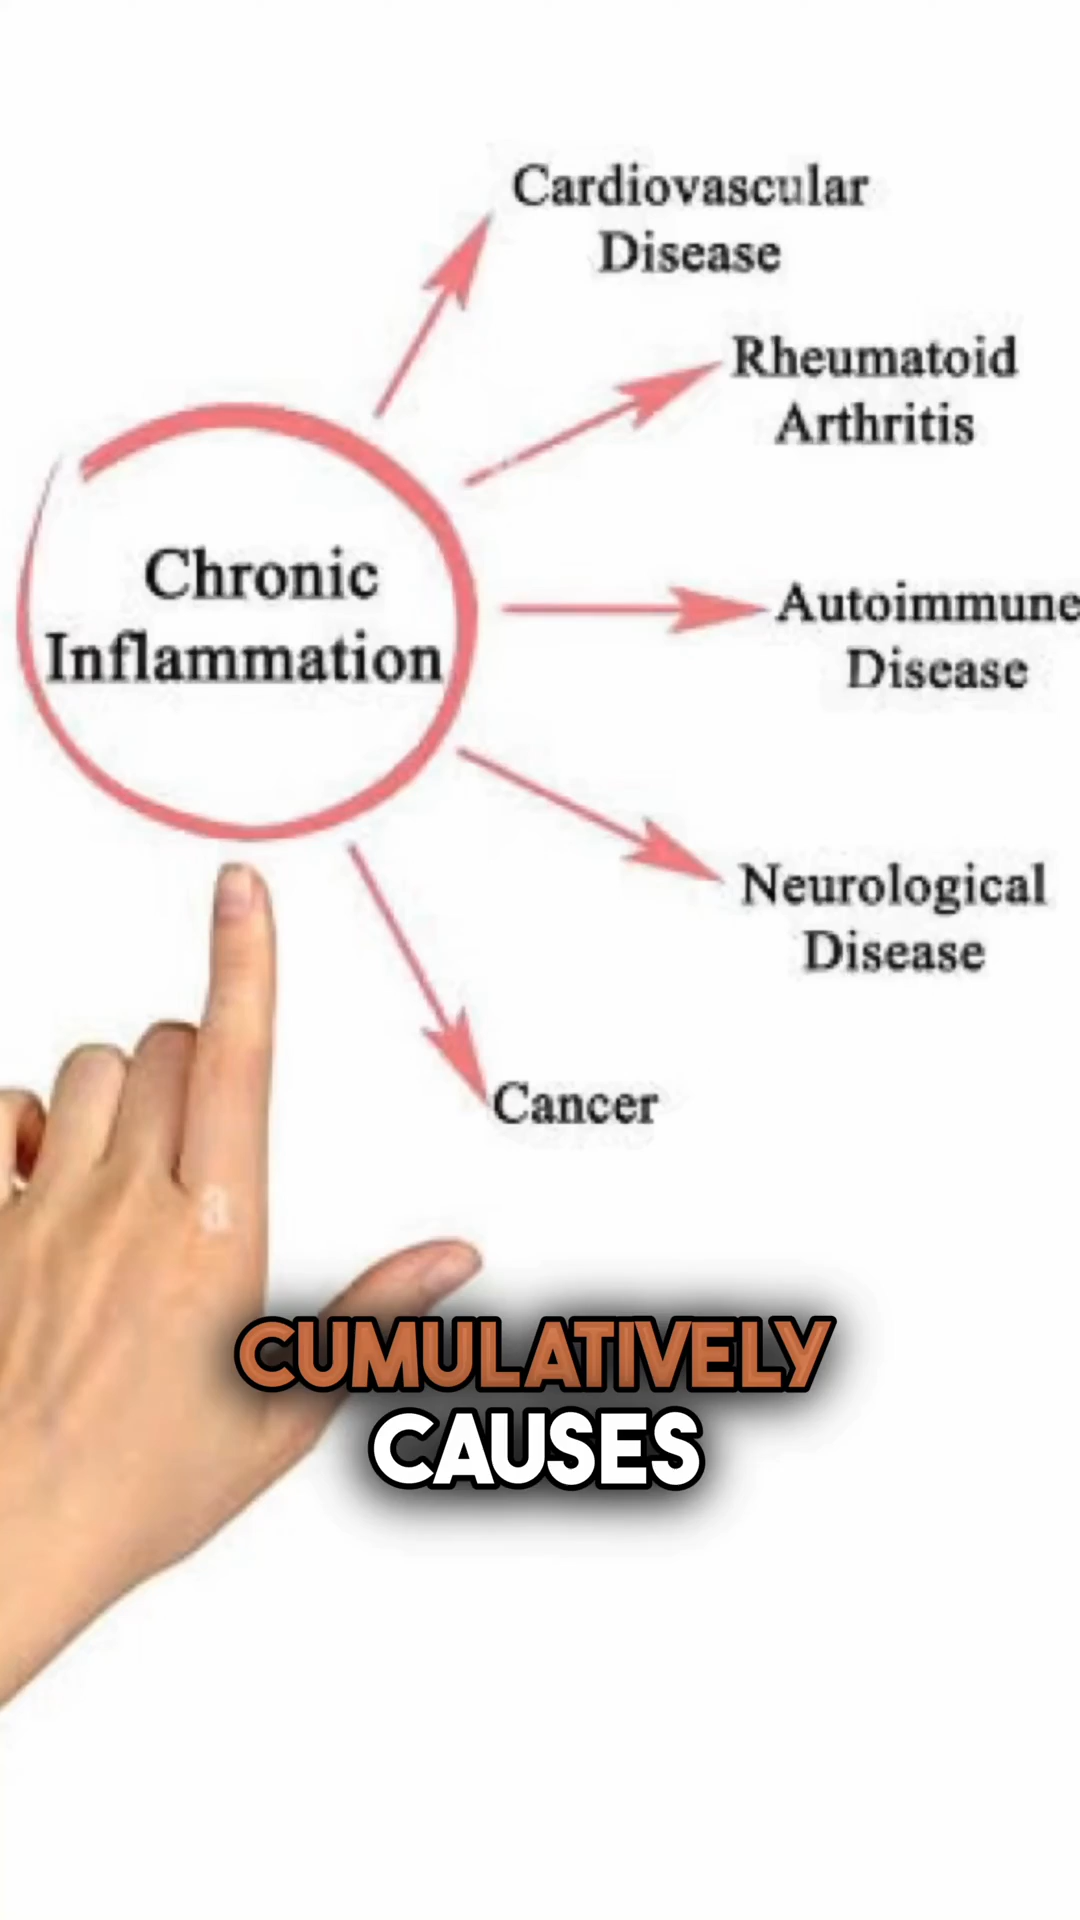 Cardiovascular
Disease
Rheumatoid
Arthritis
Chronic
Inflammation
Autoimmune
Disease
Neurological
Disease
Cancer
a
CUMULATIVELY
CAUSES